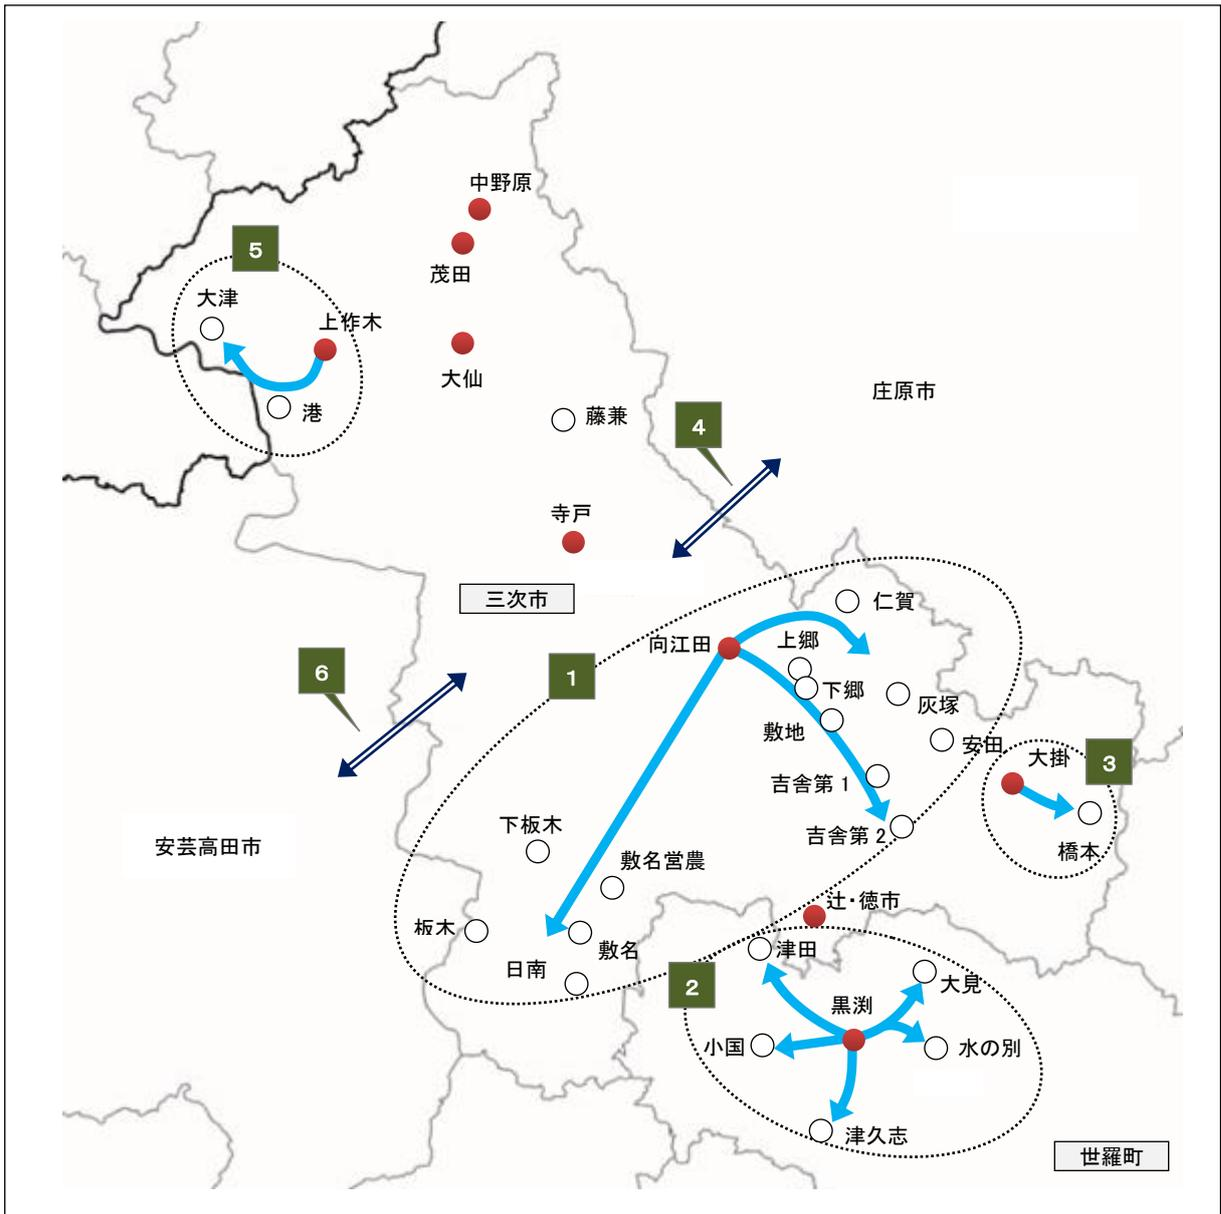 中野原
5
茂田
大津
上作木
大仙
庄原市
港
藤兼
4
寺戸
三次市
仁賀
向江田
上郷
6
1
下郷
灰塚
敷地
安田
大掛
3
吉舎第1
下板木
吉舎第2
安芸高田市
橋本
敷名営農
辻・徳市
板木
敷名
津田
日南
2
大見
黒渕
小国
水の別
津久志
世羅町